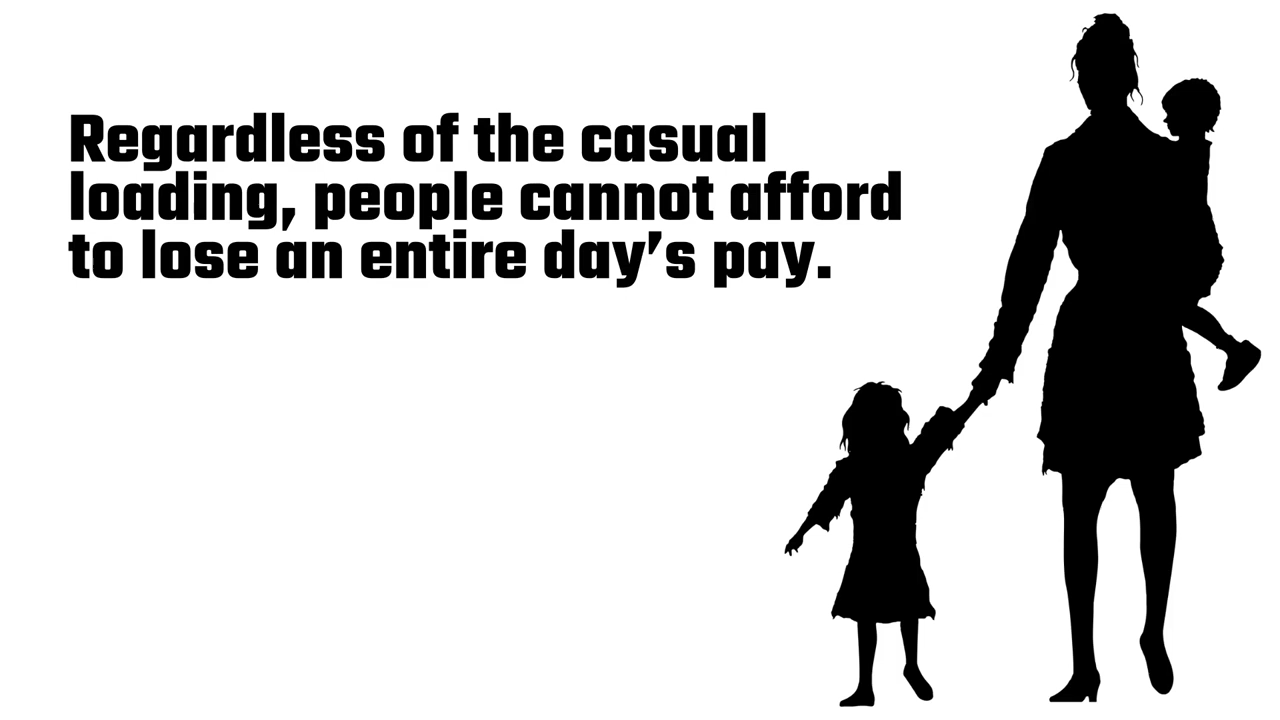 Regardless of the casual
loading, people cannot afford
to lose an entire day’s pay.